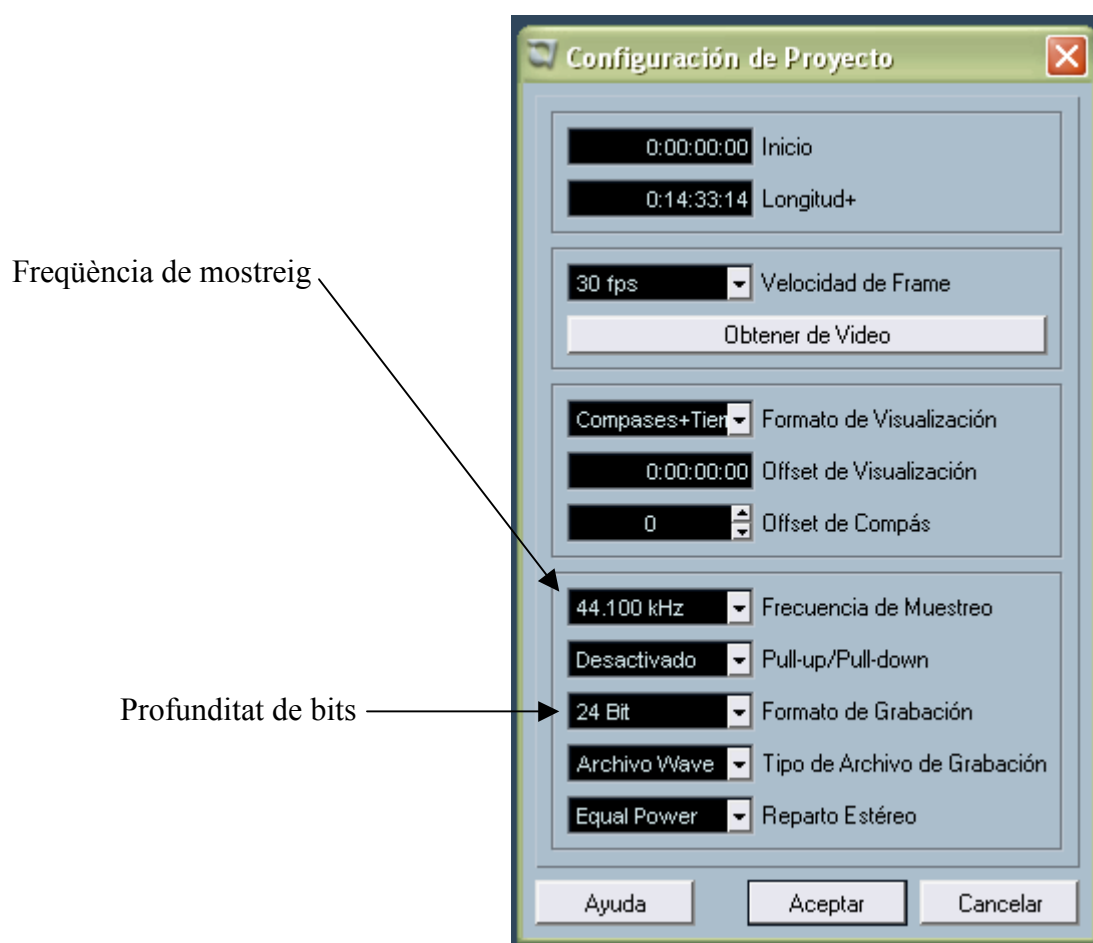 Configuración de Proyecto
0:00:00:00 Inicio
0:14:33:14 Longitud+
Freqüència de mostreig
30 fps Velocidad de Frame
Obtener de Video
Compases+Tien Formato de Visualización
0:00:00:00 Offset de Visualización
0 Offset de Compás
44.100 kHz Frecuencia de Muestreo
Desactivado Pull-up/Pull-down
Profunditat de bits
24 Bit Formato de Grabación
Archivo Wave Tipo de Archivo de Grabación
Equal Power Reparto Estéreo
Ayuda Aceptar Cancelar